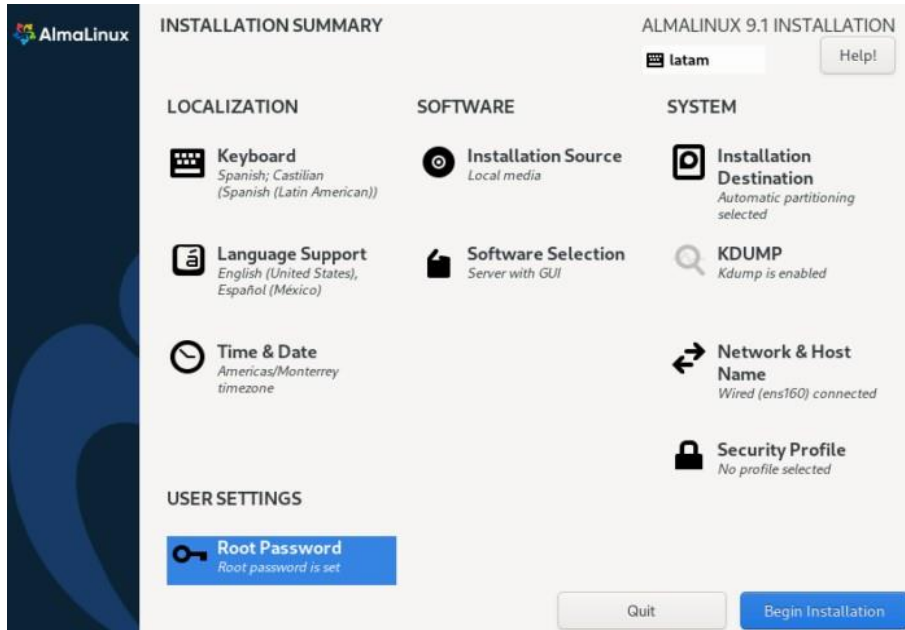 AlmaLinux
INSTALLATION SUMMARY
ALMALINUX 9.1 INSTALLATION
latam
Help!
LOCALIZATION
Keyboard
Spanish; Castilian
(Spanish (Latin American))
Language Support
English (United States),
Español (México)
Time & Date
Americas/Monterrey
timezone
SOFTWARE
Installation Source
Local media
Software Selection
Server with GUI
SYSTEM
Installation
Destination
Automatic partitioning
selected
KDUMP
Kdump is enabled
Network & Host
Name
Wired (ens160) connected
Security Profile
No profile selected
USER SETTINGS
Root Password
Root password is set
Quit
Begin Installation